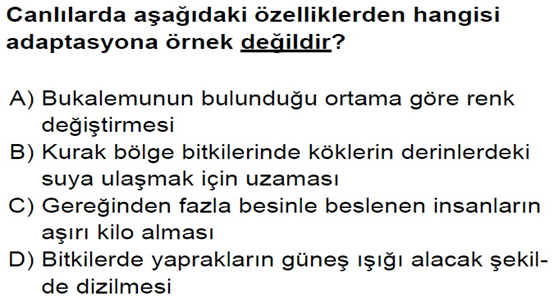 Canlılarda aşağıdaki özelliklerden hangisi
adaptasyona örnek değildir?
A) Bukalemunun bulunduğu ortama göre renk
değiştirmesi
B) Kurak bölge bitkilerinde köklerin derinlerdeki
suya ulaşmak için uzaması
C) Gereğinden fazla besinle beslenen insanların
aşırı kilo alması
D) Bitkilerde yaprakların güneş ışığı alacak şekil-
de dizilmesi